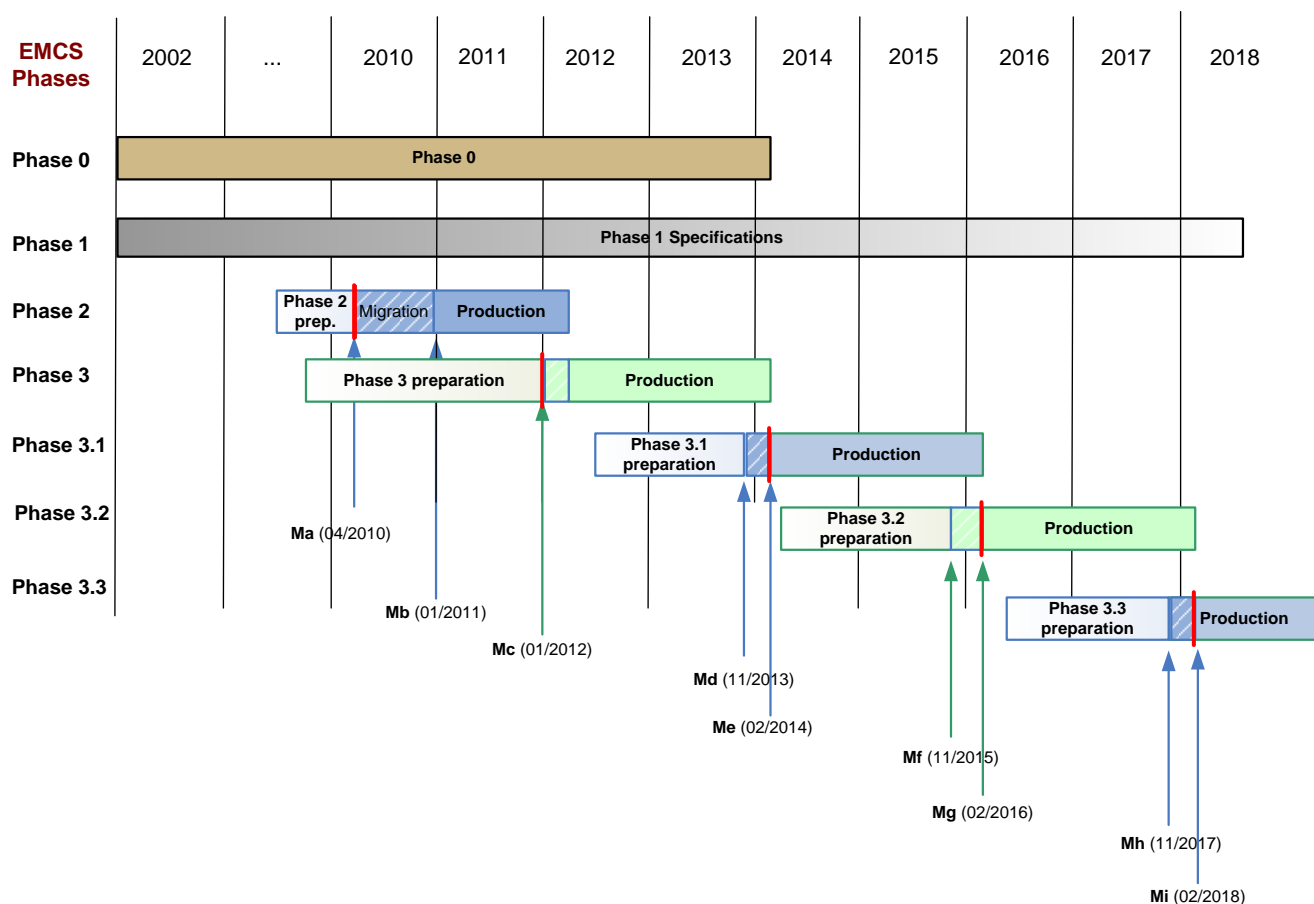 EMCS
Phases
2002
...
2010
2011
2012
2013
2014
2015
2016
2017
2018
Phase 0
Phase 0
Phase 1
Phase 1 Specifications
Phase 2
Phase 2
prep.
Migration
Production
Phase 3
Phase 3 preparation
Production
Phase 3.1
Phase 3.1
preparation
Production
Phase 3.2
Phase 3.2
preparation
Production
Ma (04/2010)
Phase 3.3
Phase 3.3
preparation
Production
Mb (01/2011)
Mc (01/2012)
Md (11/2013)
Me (02/2014)
Mf (11/2015)
Mg (02/2016)
Mh (11/2017)
Mi (02/2018)